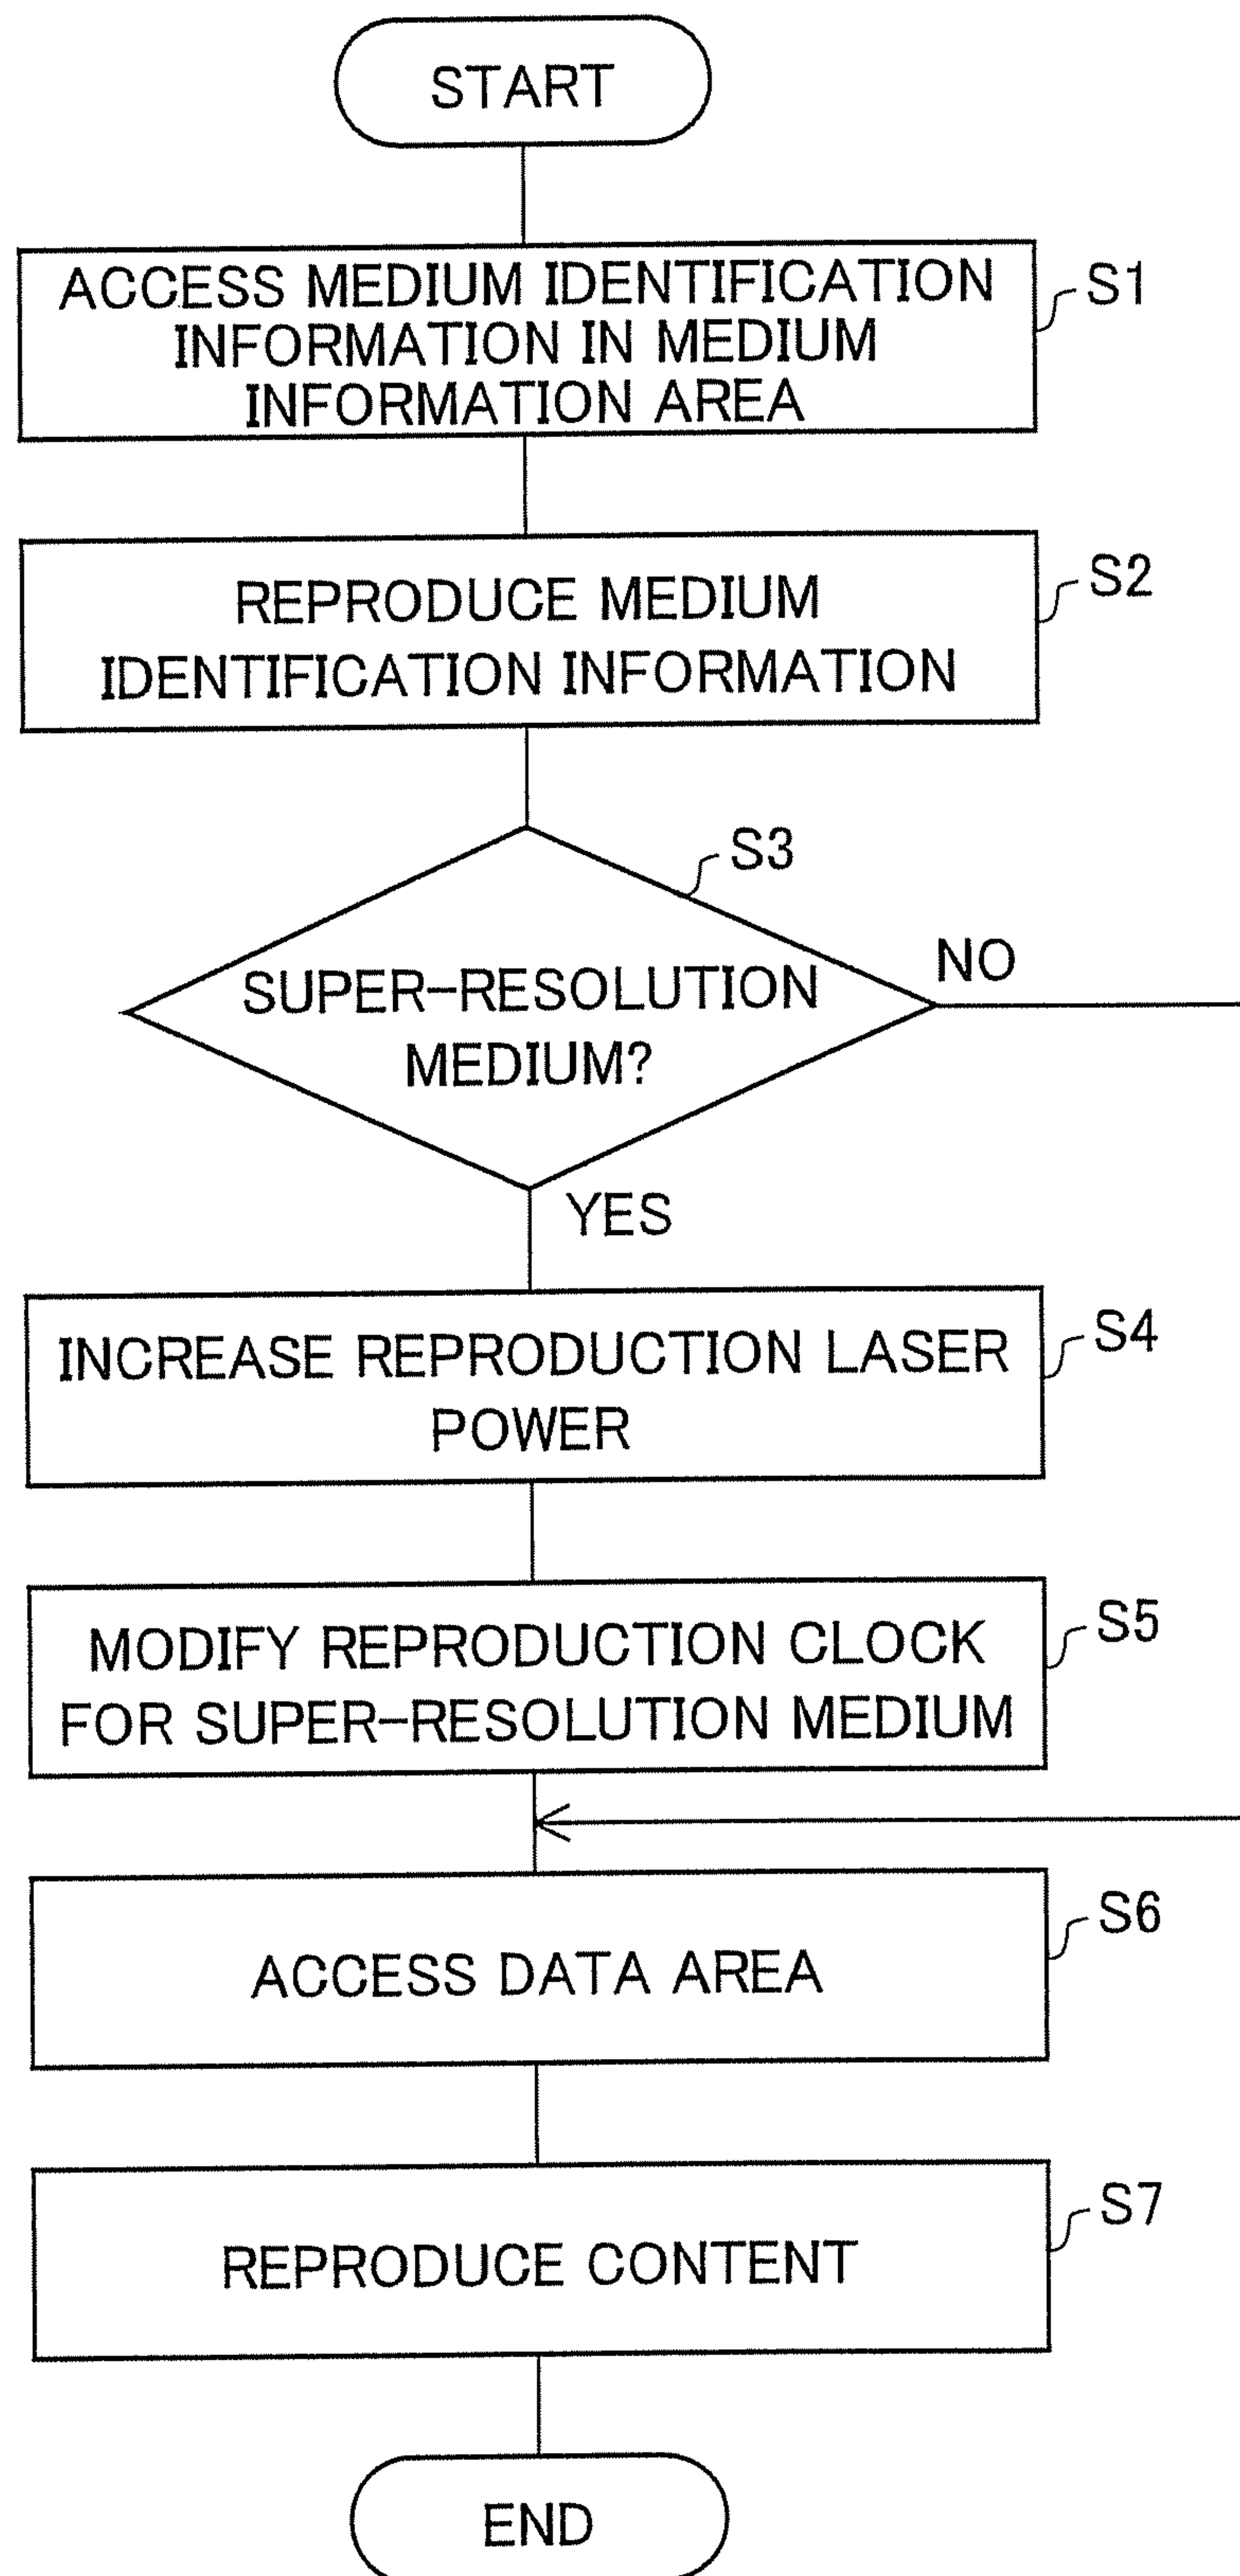 START
ACCESS MEDIUM IDENTIFICATION
INFORMATION IN MEDIUM
INFORMATION AREA
S1
REPRODUCE MEDIUM
IDENTIFICATION INFORMATION
S2
S3
SUPER-RESOLUTION
MEDIUM?
NO
YES
INCREASE REPRODUCTION LASER
POWER
S4
MODIFY REPRODUCTION CLOCK
FOR SUPER-RESOLUTION MEDIUM
S5
ACCESS DATA AREA
S6
REPRODUCE CONTENT
S7
END